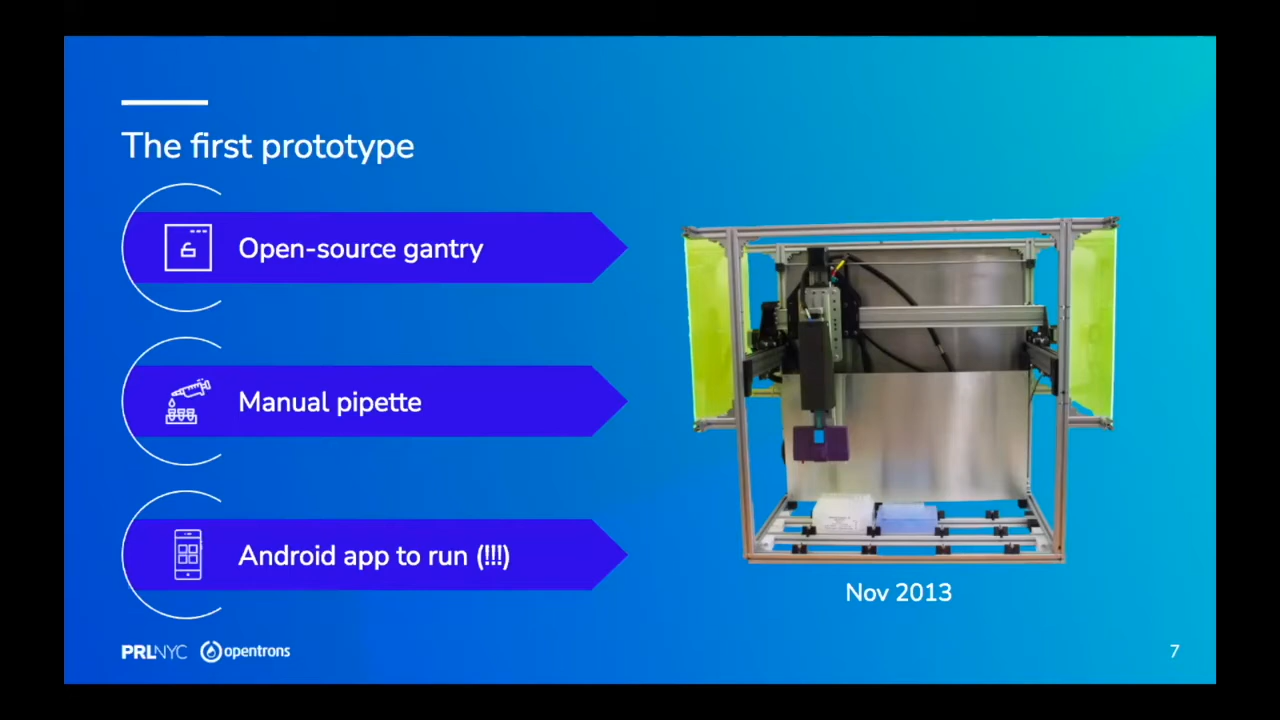 The first prototype
Open-source gantry
Manual pipette
Android app to run (!!!)
Nov 2013
PRLNYC opentrons
7